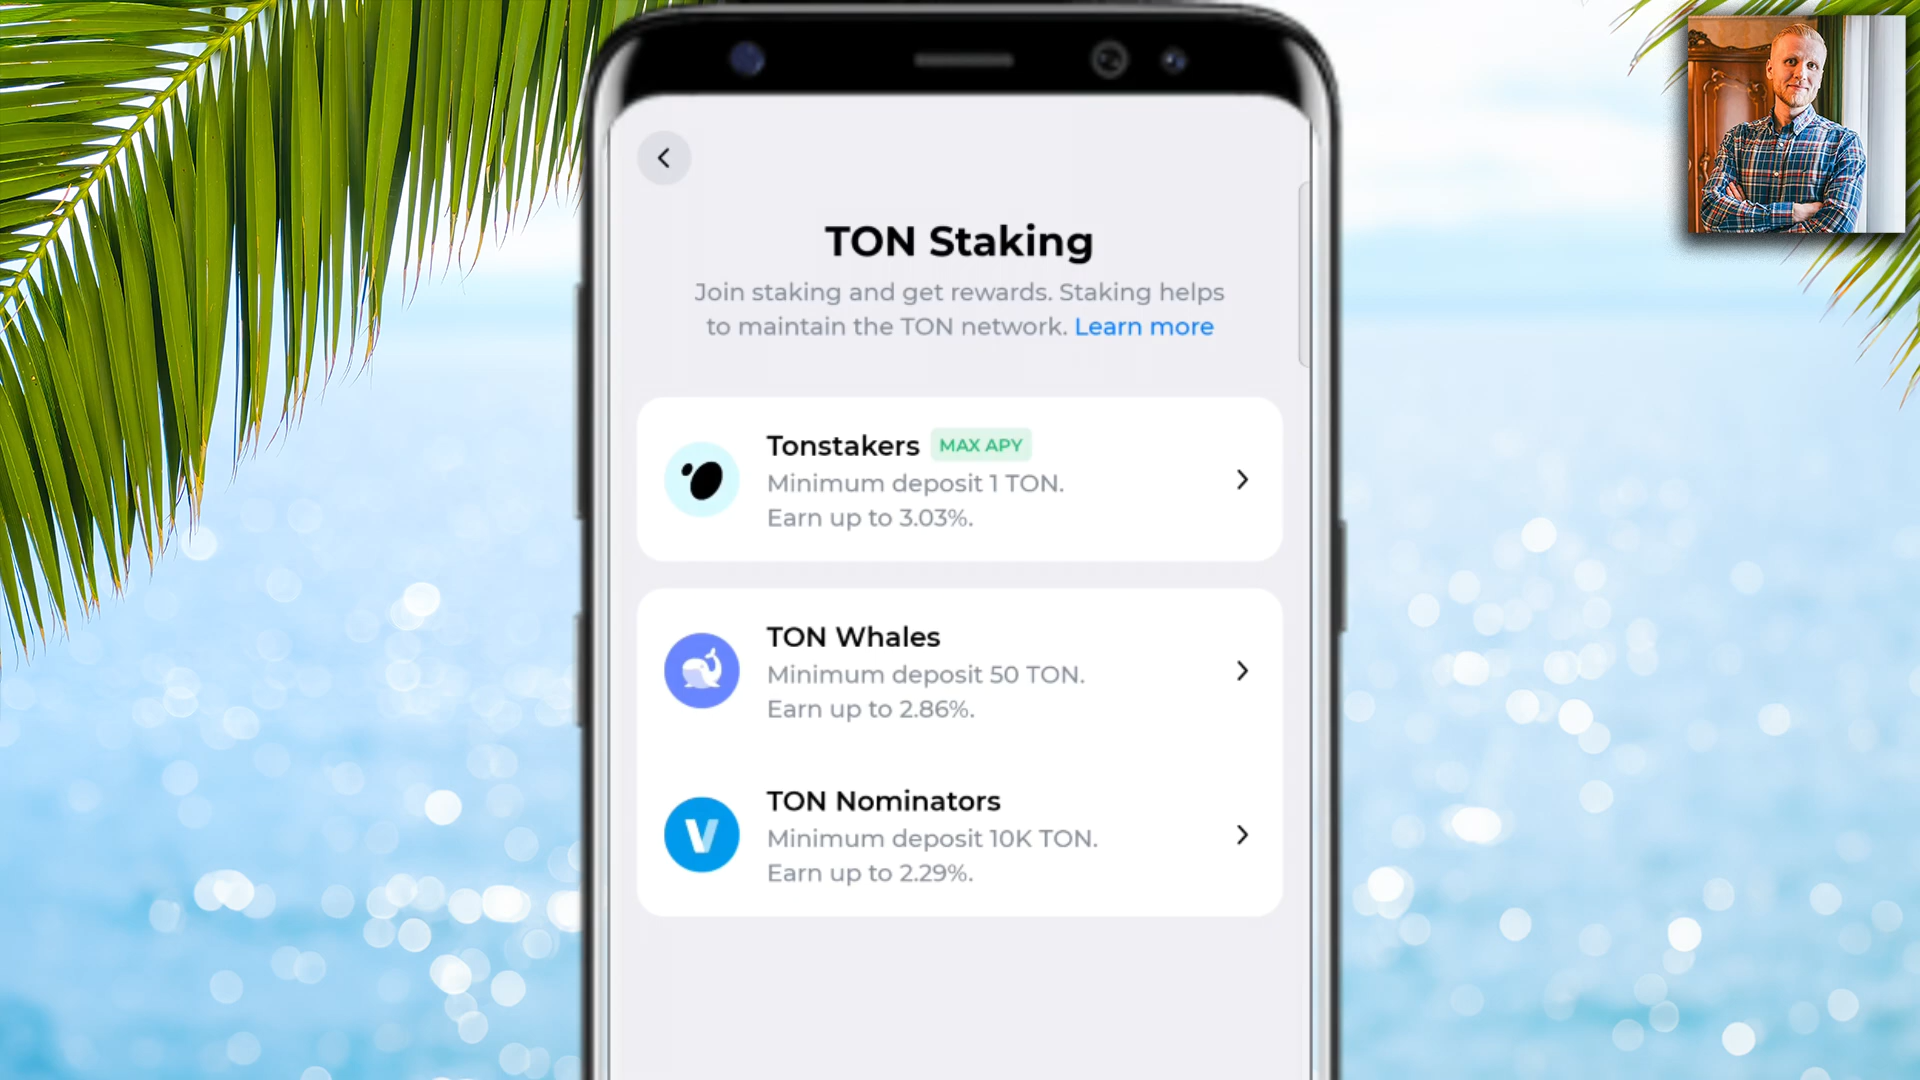 TON Staking
Join staking and get rewards. Staking helps
to maintain the TON network. Learn more
Tonstakers MAX APY
Minimum deposit 1 TON.
Earn up to 3.03%.
TON Whales
Minimum deposit 50 TON.
Earn up to 2.86%.
TON Nominators
Minimum deposit 10K TON.
Earn up to 2.29%.